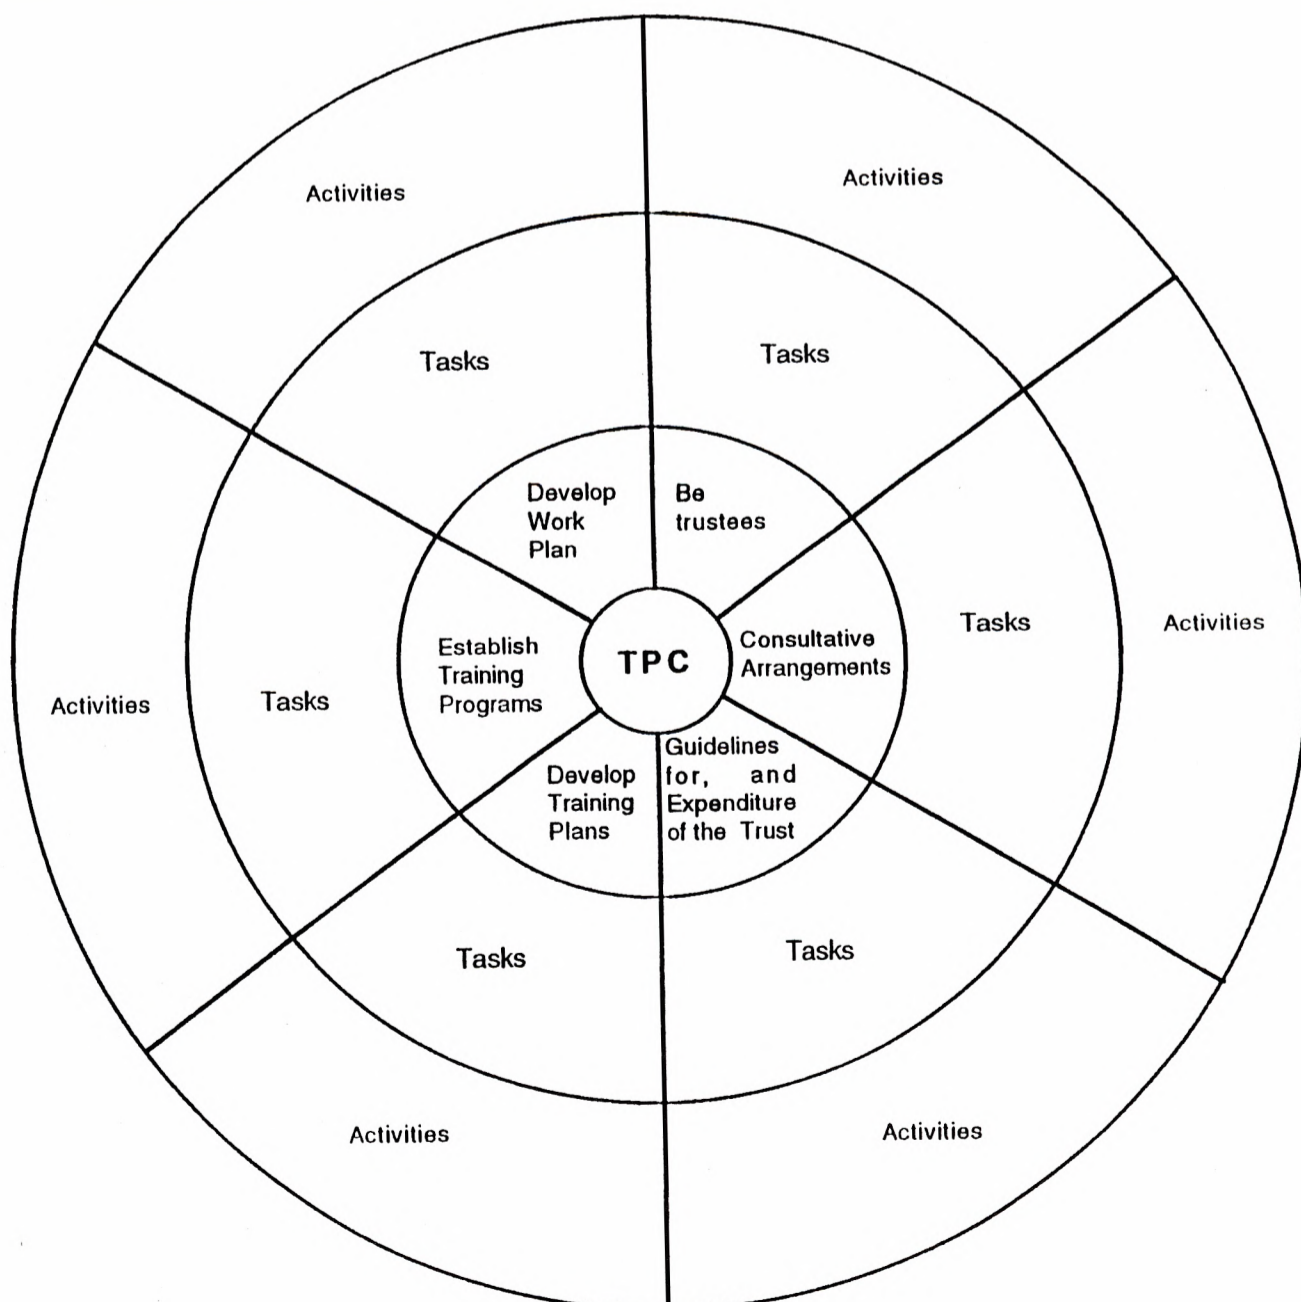 Activities
Activities
Tasks
Tasks
Develop
Work
Plan
Be
trustees
Establish
Training
Programs
TPC
Consultative
Arrangements
Tasks
Activities
Activities
Tasks
Develop
Training
Plans
Guidelines
for, and
Expenditure
of the Trust
Tasks
Tasks
Activities
Activities